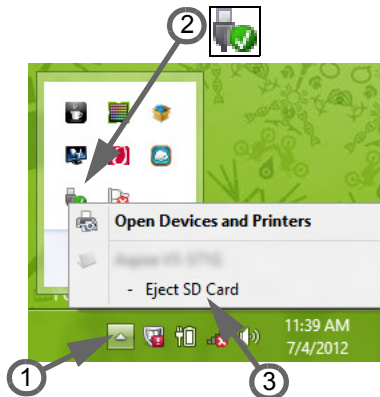 2
Open Devices and Printers
- Eject SD Card
11:39 AM
7/4/2012
1
3